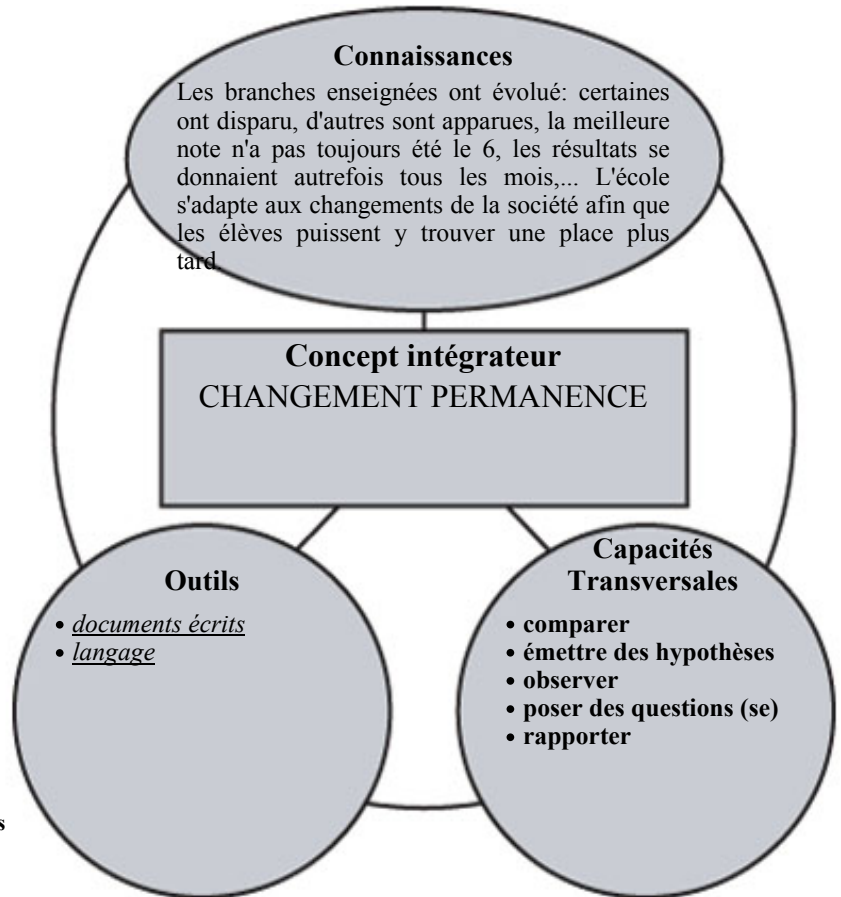 Connaissances
Les branches enseignées ont évolué: certaines
ont disparu, d'autres sont apparues, la meilleure
note n'a pas toujours été le 6, les résultats se
donnaient autrefois tous les mois,... L'école
s'adapte aux changements de la société afin que
les élèves puissent y trouver une place plus
tard.
Concept intégrateur
CHANGEMENT PERMANENCE
Outils
• documents écrits
• langage
Capacités
Transversales
• comparer
• émettre des hypothèses
• observer
• poser des questions (se)
• rapporter
s